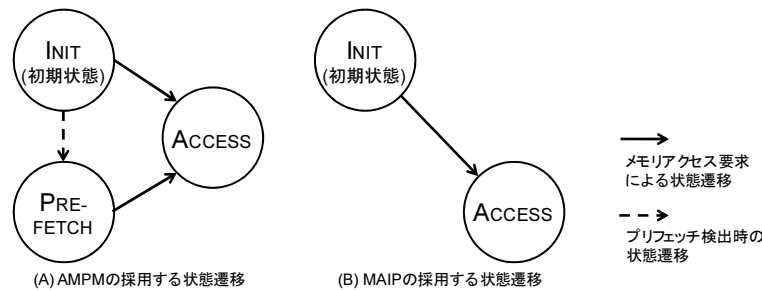 INIT
(初期状態)
ACCESS
PRE-
FETCH
(A) AMPMの採用する状態遷移
INIT
(初期状態)
ACCESS
(B) MAIPの採用する状態遷移
メモリアクセス要求
による状態遷移
プリフェッチ検出時の
状態遷移